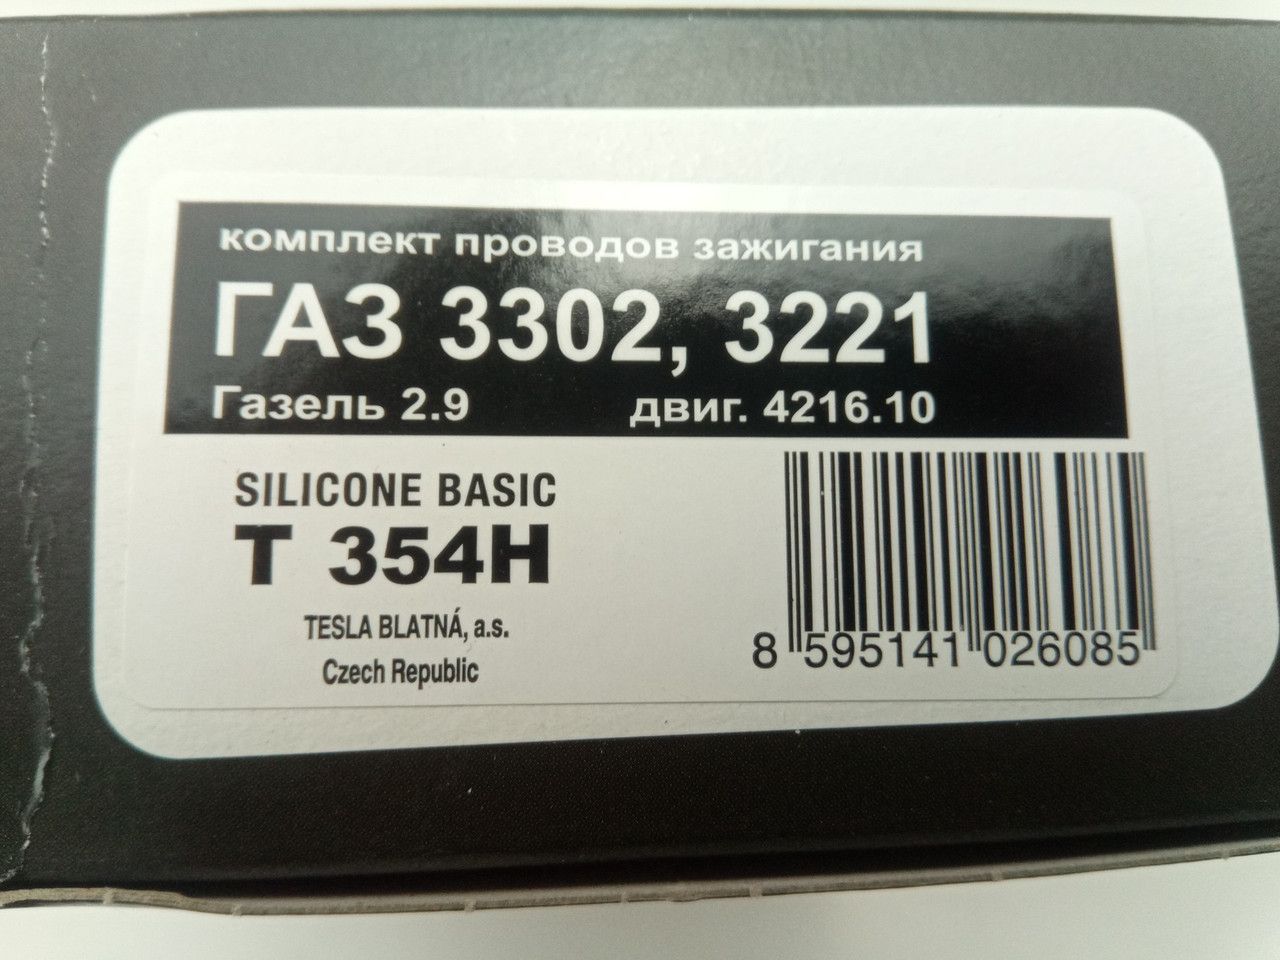 комплект проводов зажигания
ГАЗ 3302, 3221
Газель 2.9 двиг. 4216.10
SILICONE BASIC
T 354H
TESLA BLATNÁ, a.s.
Czech Republic
8 595141 026085